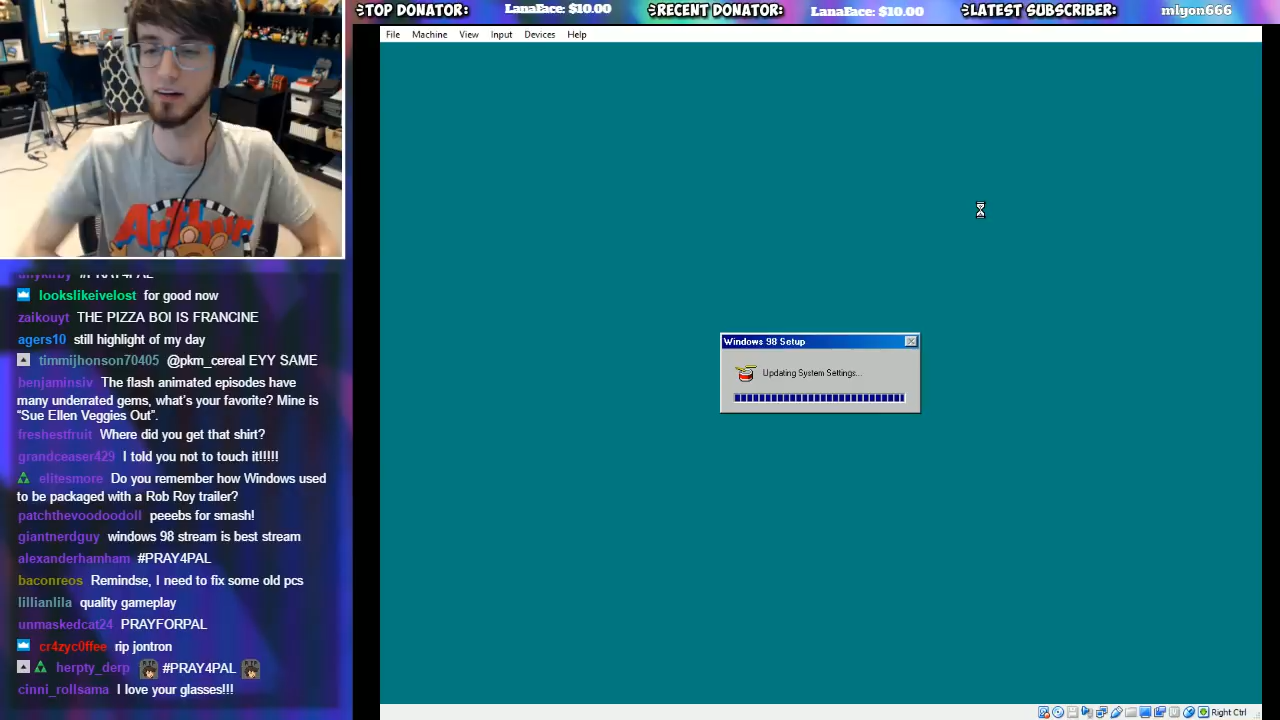 TOP DONATOR: LanaFace: $10.00 RECENT DONATOR: LanaFace: $10.00 LATEST SUBSCRIBER: mlyon666
File Machine View Input Devices Help
Arthur
#PRAY4PAL
lookslikeivelost for good now
zaikouyt THE PIZZA BOI IS FRANCINE
agers10 still highlight of my day
timmijhonson70405 @pkm_cereal EYY SAME
benjaminsiv The flash animated episodes have
many underrated gems, what's your favorite? Mine is
"Sue Ellen Veggies Out".
freshestfruit Where did you get that shirt?
grandceaser429 I told you not to touch it!!!!!
elitesmore Do you remember how Windows used
to be packaged with a Rob Roy trailer?
patchthevoodoodoll peeebs for smash!
giantnerdguy windows 98 stream is best stream
alexanderhamham #PRAY4PAL
baconreos Remindse, I need to fix some old pcs
lillianlila quality gameplay
unmaskedcat24 PRAYFORPAL
cr4zyc0ffee rip jontron
herpty_derp #PRAY4PAL
cinni_rollsama I love your glasses!!!
Windows 98 Setup
Updating System Settings...
Right Ctrl